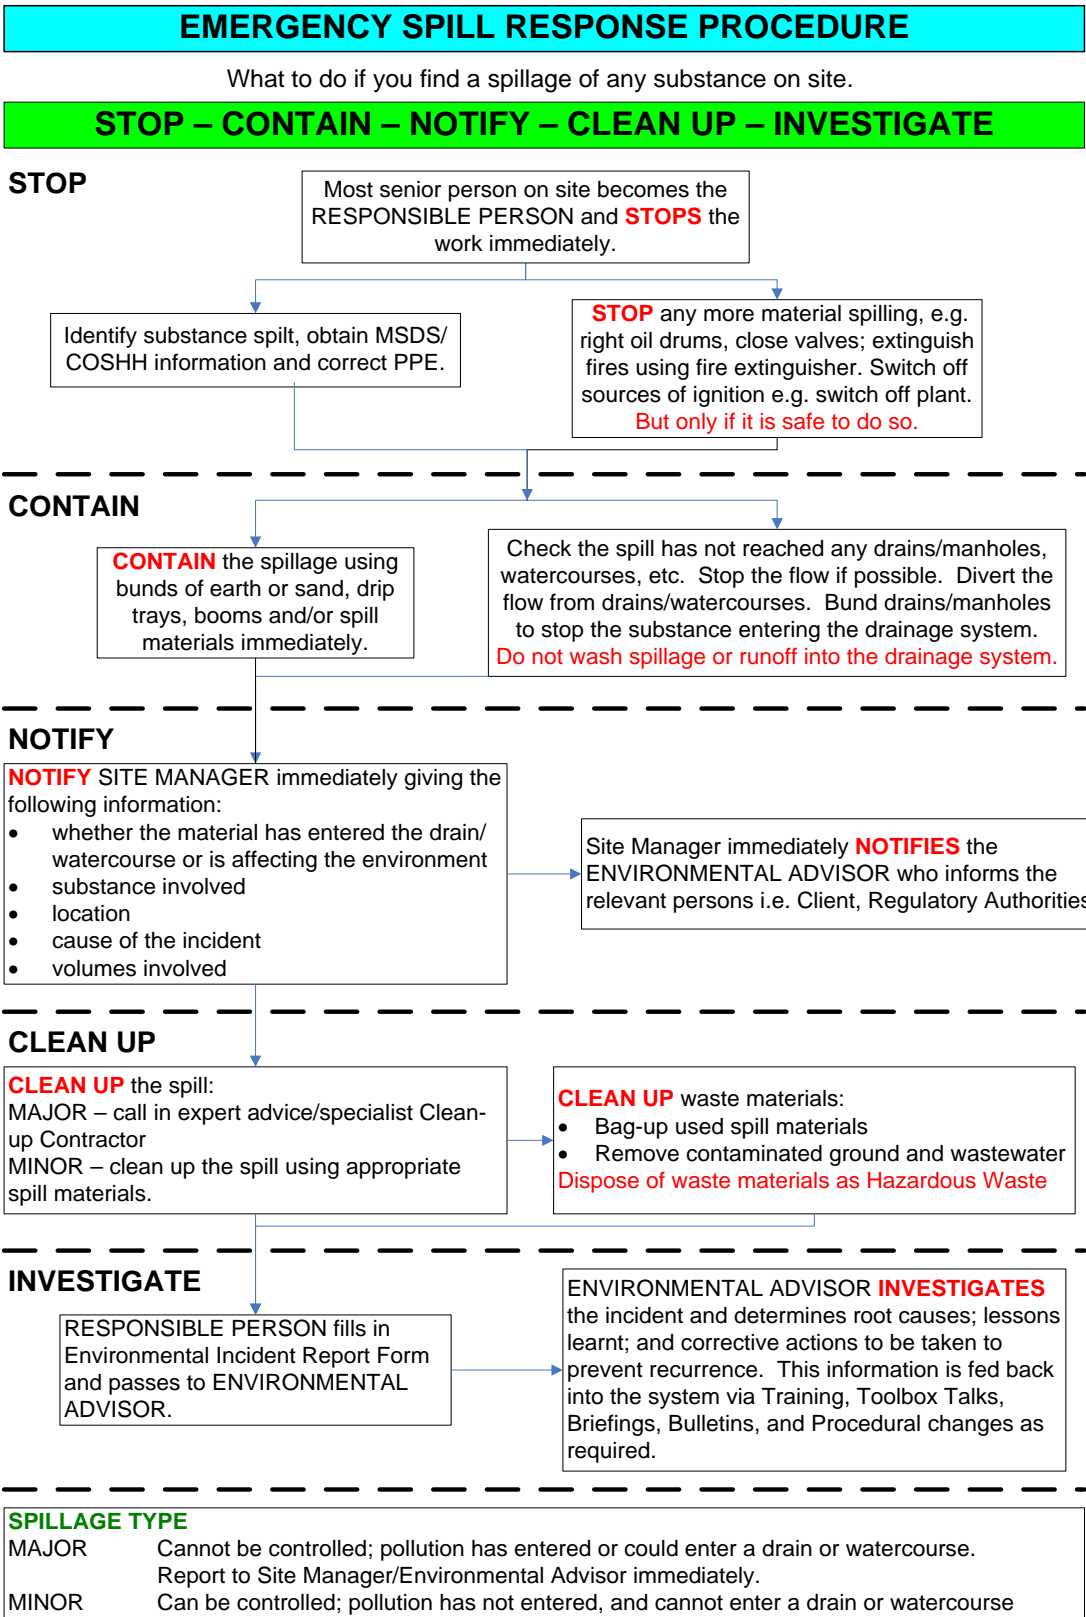 EMERGENCY SPILL RESPONSE PROCEDURE
What to do if you find a spillage of any substance on site.
STOP – CONTAIN – NOTIFY – CLEAN UP – INVESTIGATE
STOP
Most senior person on site becomes the
RESPONSIBLE PERSON and STOPS the
work immediately.
Identify substance spilt, obtain MSDS/
COSHH information and correct PPE.
STOP any more material spilling, e.g.
right oil drums, close valves; extinguish
fires using fire extinguisher. Switch off
sources of ignition e.g. switch off plant.
But only if it is safe to do so.
CONTAIN
CONTAIN the spillage using
bunds of earth or sand, drip
trays, booms and/or spill
materials immediately.
Check the spill has not reached any drains/manholes,
watercourses, etc. Stop the flow if possible. Divert the
flow from drains/watercourses. Bund drains/manholes
to stop the substance entering the drainage system.
Do not wash spillage or runoff into the drainage system.
NOTIFY
NOTIFY SITE MANAGER immediately giving the
following information:
• whether the material has entered the drain/
watercourse or is affecting the environment
• substance involved
• location
• cause of the incident
• volumes involved
Site Manager immediately NOTIFIES the
ENVIRONMENTAL ADVISOR who informs the
relevant persons i.e. Client, Regulatory Authorities
CLEAN UP
CLEAN UP the spill:
MAJOR – call in expert advice/specialist Clean-
up Contractor
MINOR – clean up the spill using appropriate
spill materials.
CLEAN UP waste materials:
• Bag-up used spill materials
• Remove contaminated ground and wastewater
Dispose of waste materials as Hazardous Waste
INVESTIGATE
RESPONSIBLE PERSON fills in
Environmental Incident Report Form
and passes to ENVIRONMENTAL
ADVISOR.
ENVIRONMENTAL ADVISOR INVESTIGATES
the incident and determines root causes; lessons
learnt; and corrective actions to be taken to
prevent recurrence. This information is fed back
into the system via Training, Toolbox Talks,
Briefings, Bulletins, and Procedural changes as
required.
SPILLAGE TYPE
MAJOR Cannot be controlled; pollution has entered or could enter a drain or watercourse.
Report to Site Manager/Environmental Advisor immediately.
MINOR Can be controlled; pollution has not entered, and cannot enter a drain or watercourse